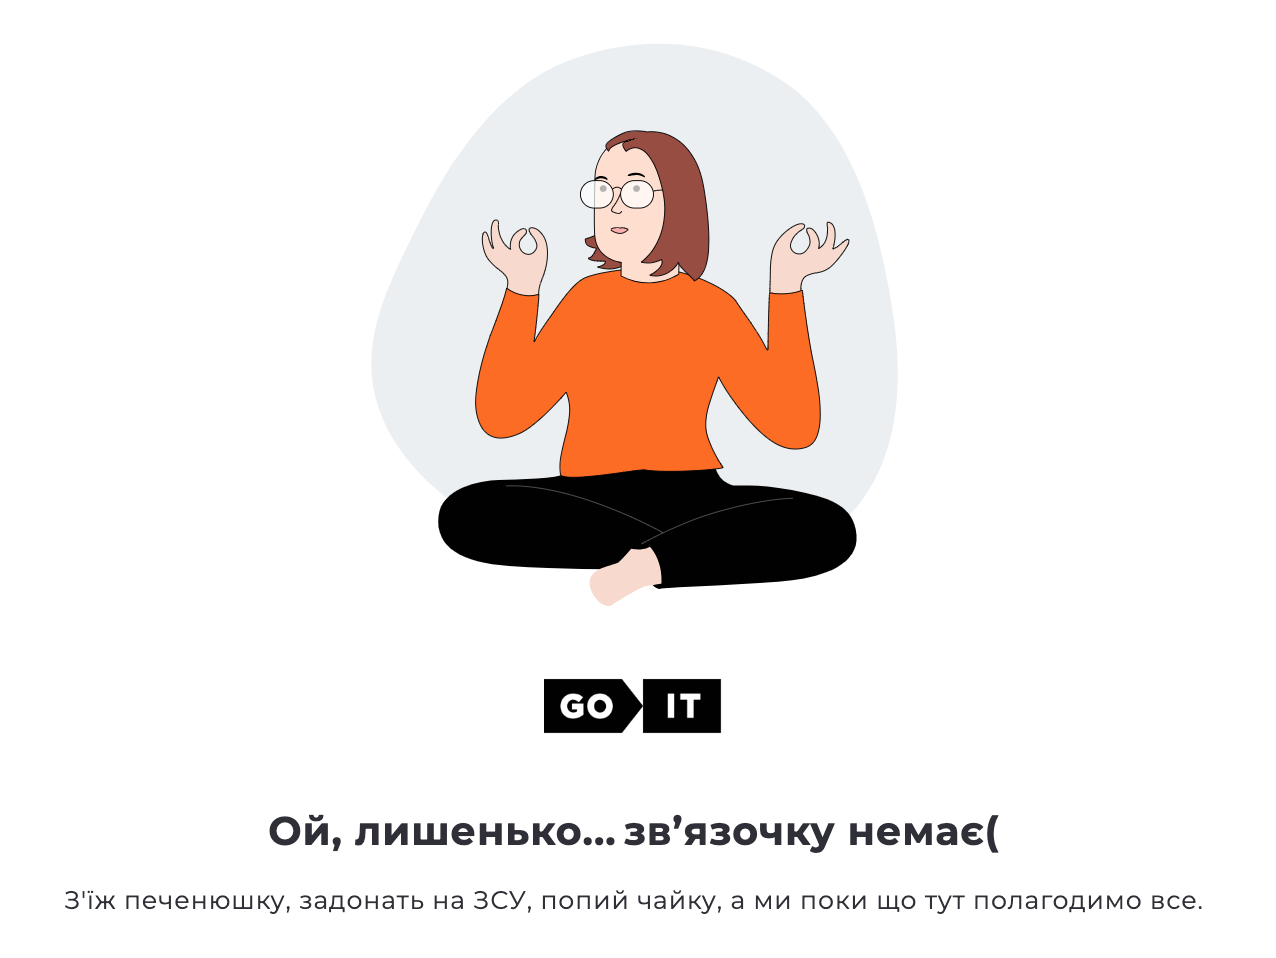 GO IT
Ой, лишенько... зв’язочку немає(
З'їж печенюшку, задонать на ЗСУ, попий чайку, а ми поки що тут полагодимо все.